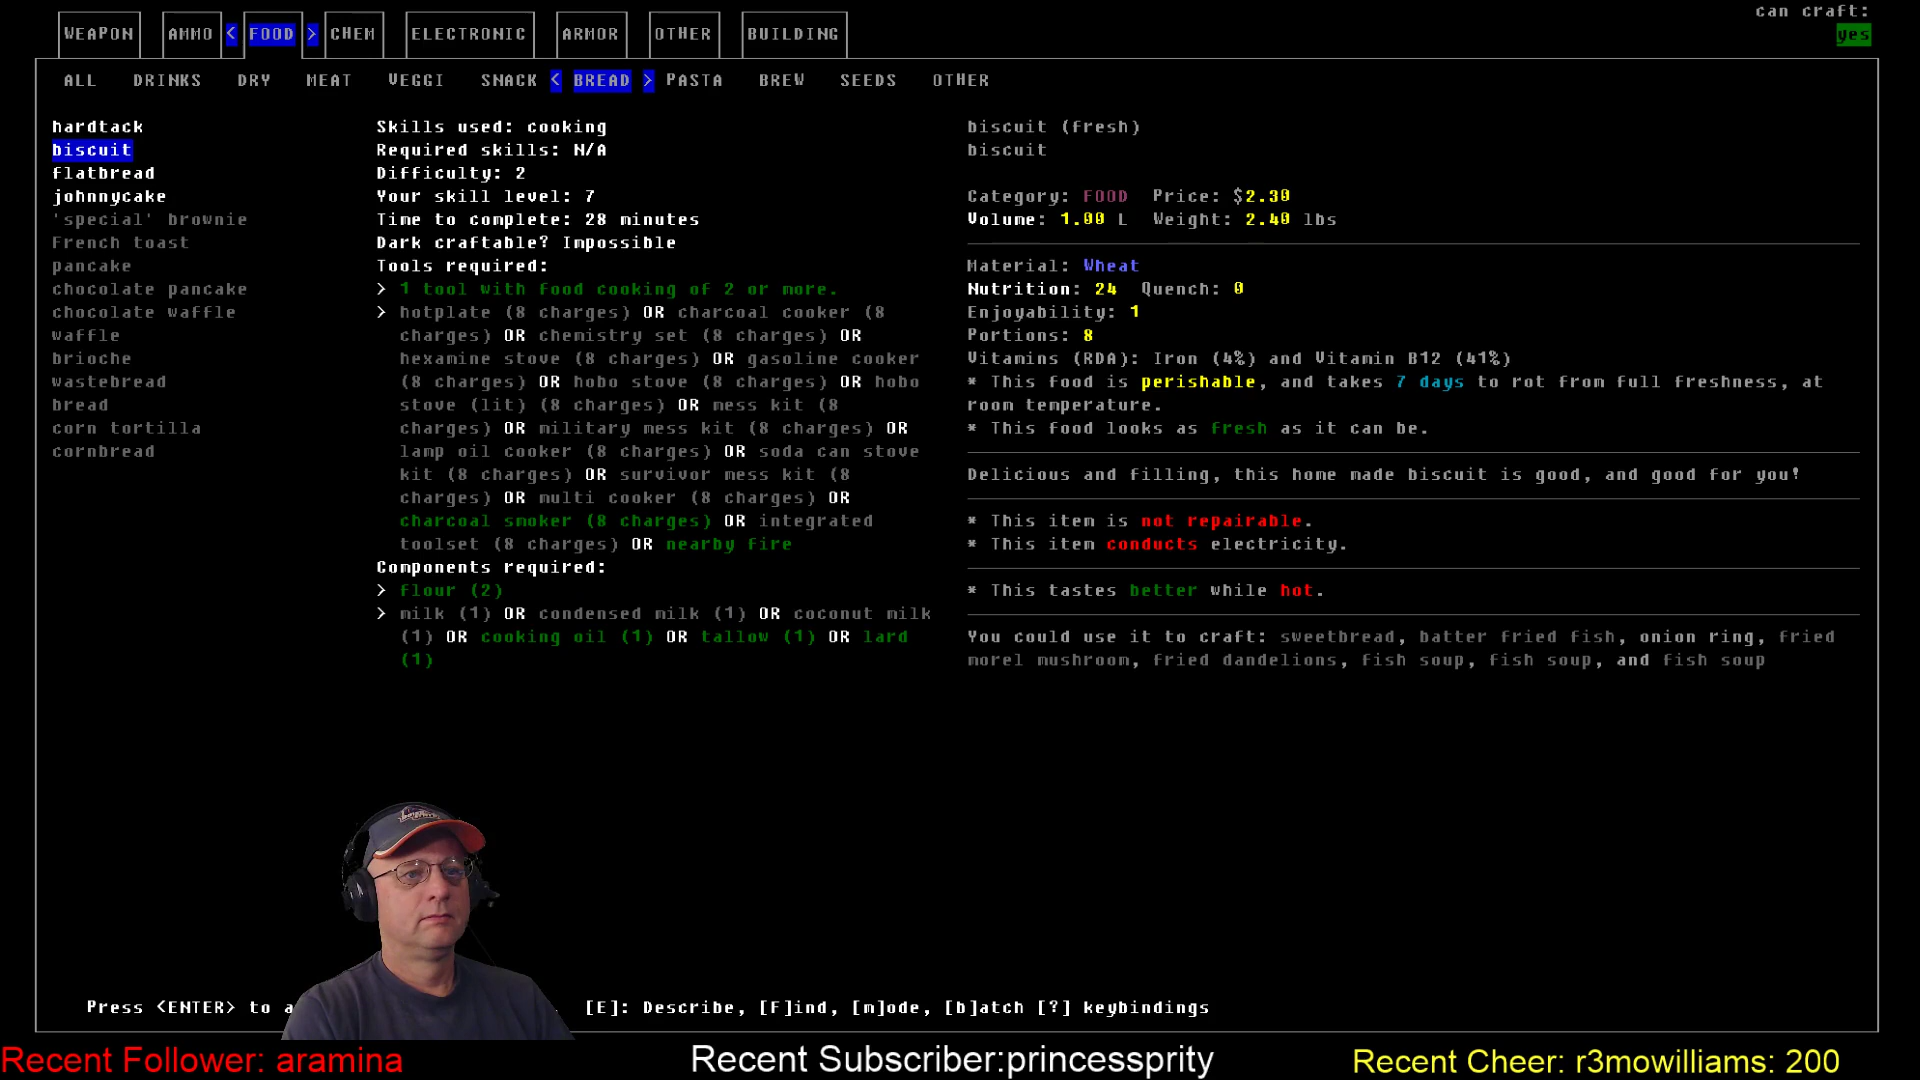 can craft:
WEAPON AMMO < FOOD > CHEM ELECTRONIC ARMOR OTHER BUILDING yes
ALL DRINKS DRY MEAT VEGGI SNACK < BREAD > PASTA BREW SEEDS OTHER
hardtack
biscuit
flatbread
johnnycake
'special' brownie
French toast
pancake
chocolate pancake
chocolate waffle
waffle
brioche
wastebread
bread
corn tortilla
cornbread
Skills used: cooking
Required skills: N/A
Difficulty: 2
Your skill level: 7
Time to complete: 28 minutes
Dark craftable? Impossible
Tools required:
> 1 tool with food cooking of 2 or more.
> hotplate (8 charges) OR charcoal cooker (8
charges) OR chemistry set (8 charges) OR
hexamine stove (8 charges) OR gasoline cooker
(8 charges) OR hobo stove (8 charges) OR hobo
stove (lit) (8 charges) OR mess kit (8
charges) OR military mess kit (8 charges) OR
lamp oil cooker (8 charges) OR soda can stove
kit (8 charges) OR survivor mess kit (8
charges) OR multi cooker (8 charges) OR
charcoal smoker (8 charges) OR integrated
toolset (8 charges) OR nearby fire
Components required:
> flour (2)
> milk (1) OR condensed milk (1) OR coconut milk
(1) OR cooking oil (1) OR tallow (1) OR lard
(1)
biscuit (fresh)
biscuit
Category: FOOD Price: $2.30
Volume: 1.00 L Weight: 2.40 lbs
Material: Wheat
Nutrition: 24 Quench: 0
Enjoyability: 1
Portions: 8
Vitamins (RDA): Iron (4%) and Vitamin B12 (41%)
* This food is perishable, and takes 7 days to rot from full freshness, at
room temperature.
* This food looks as fresh as it can be.
Delicious and filling, this home made biscuit is good, and good for you!
* This item is not repairable.
* This item conducts electricity.
* This tastes better while hot.
You could use it to craft: sweetbread, batter fried fish, onion ring, fried
morel mushroom, fried dandelions, fish soup, fish soup, and fish soup
Press <ENTER> to [E]: Describe, [F]ind, [m]ode, [b]atch [?] keybindings
Recent Follower: aramina
Recent Subscriber:princessprity
Recent Cheer: r3mowilliams: 200